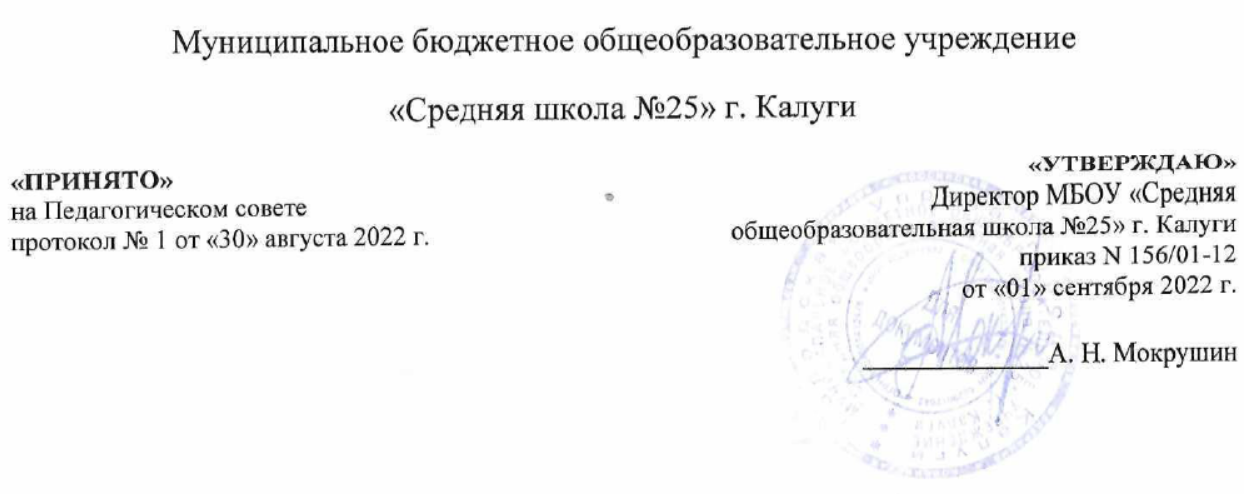 Муниципальное бюджетное общеобразовательное учреждение
«Средняя школа №25» г. Калуги
«ПРИНЯТО»
на Педагогическом совете
протокол № 1 от «30» августа 2022 г.
«УТВЕРЖДАЮ»
Директор МБОУ «Средняя
общеобразовательная школа №25» г. Калуги
приказ N 156/01-12
от «01» сентября 2022 г.
А. Н. Мокрушин